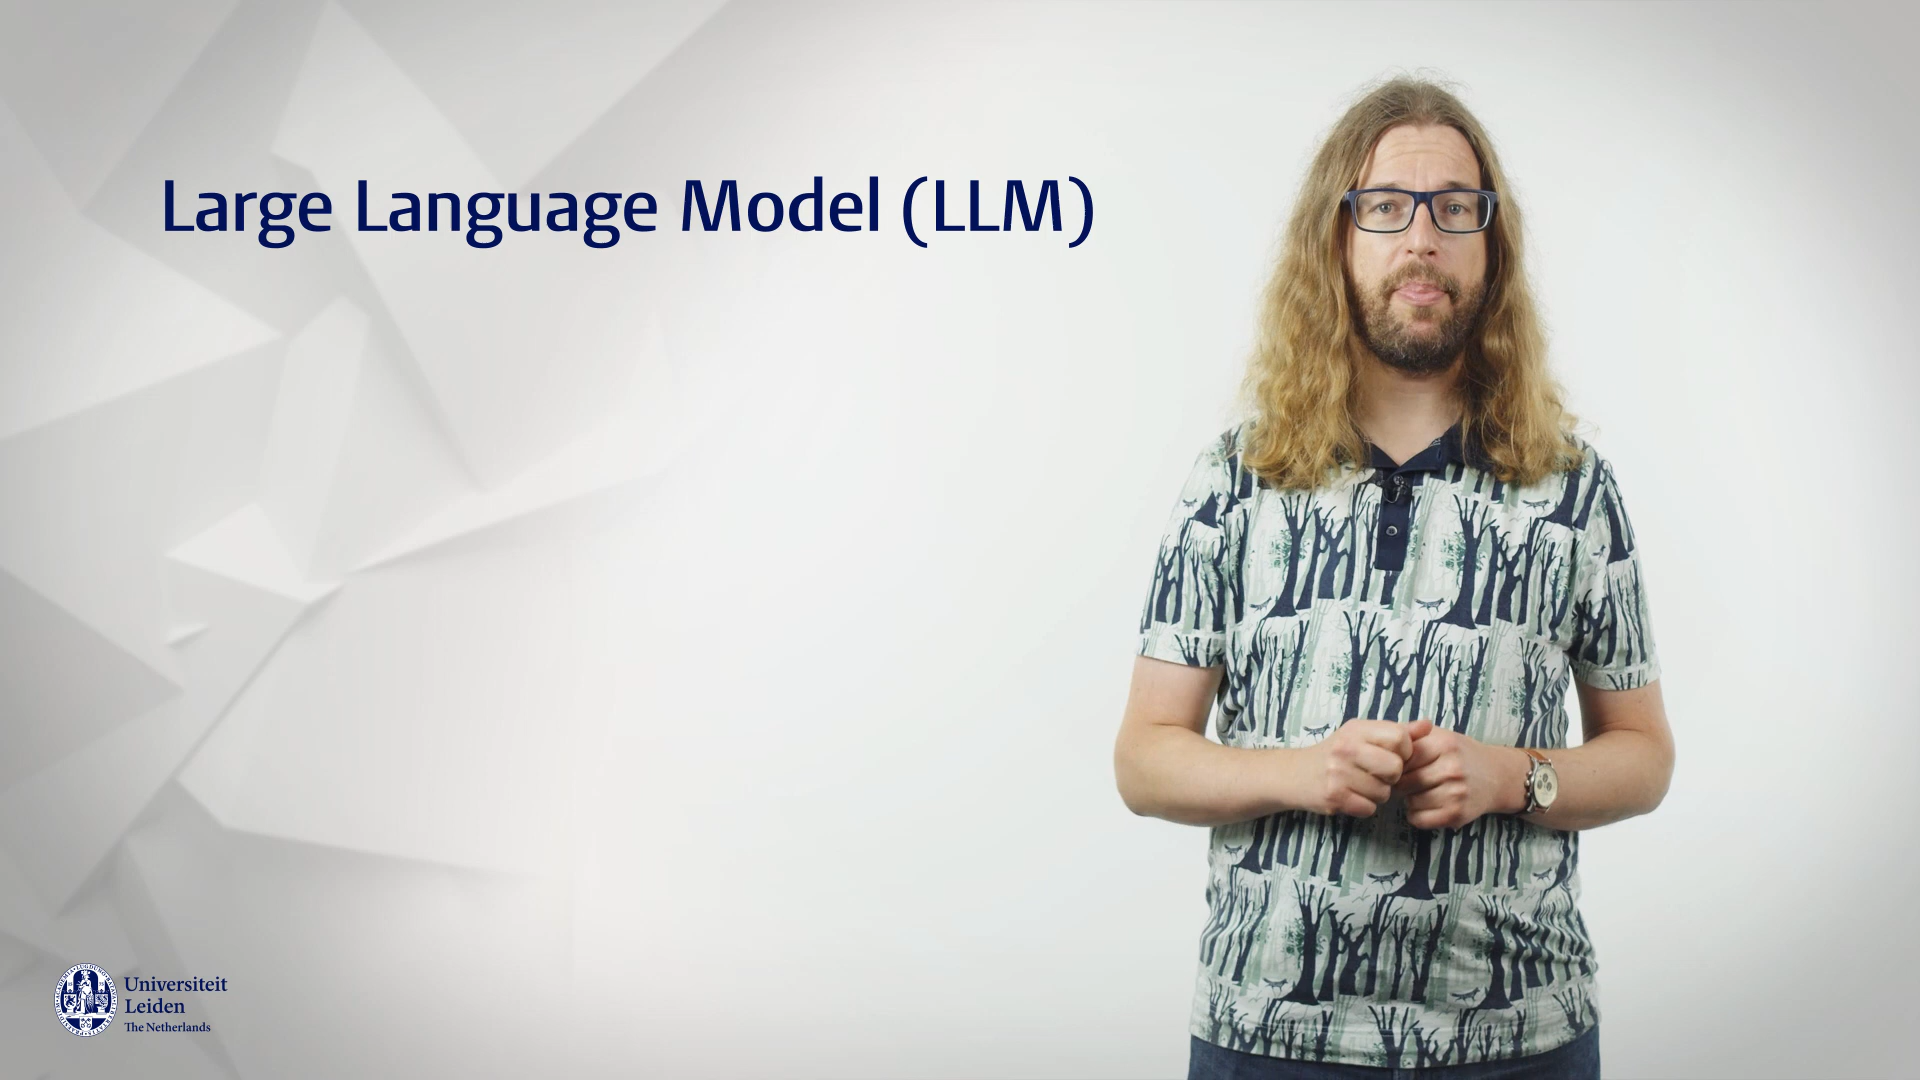 Large Language Model (LLM)
Universiteit
Leiden
The Netherlands